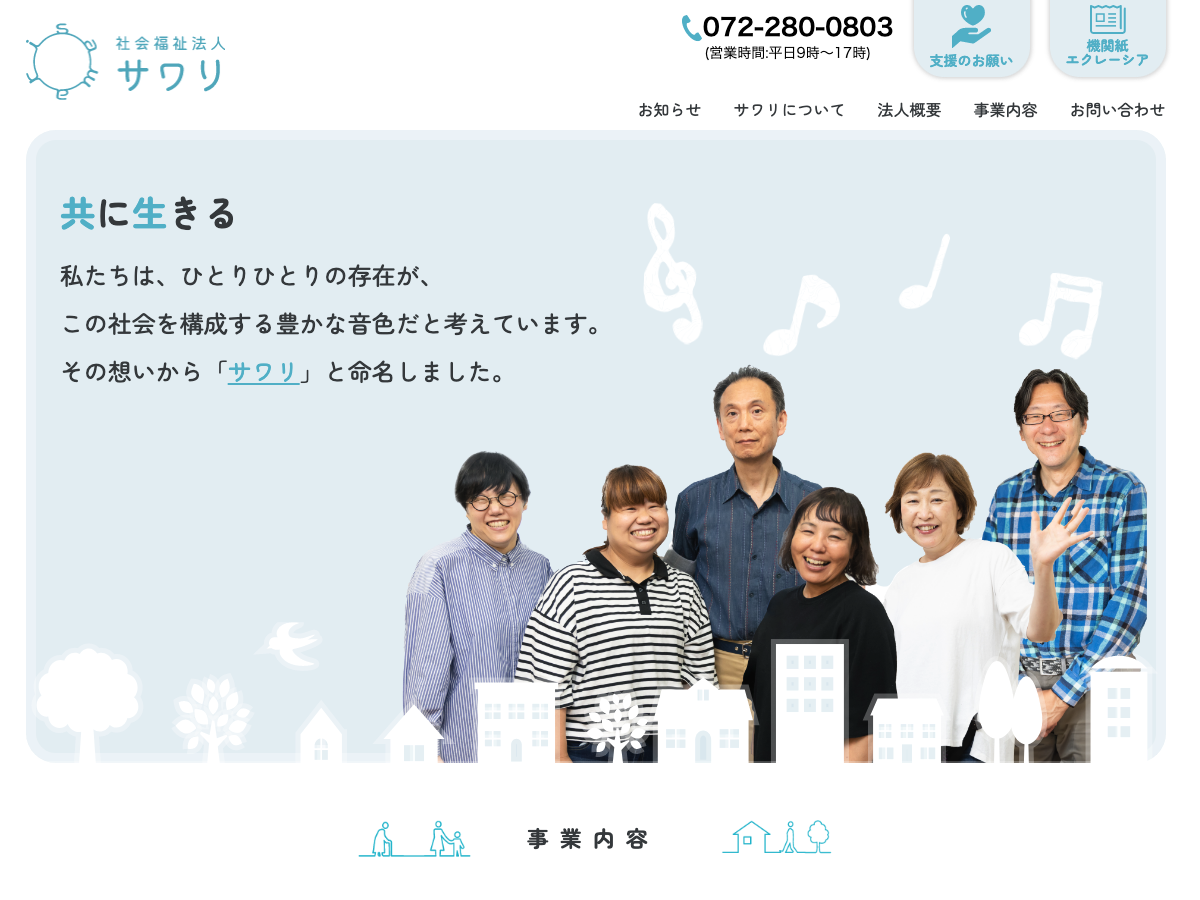 社会福祉法人
サワリ
072-280-0803
(営業時間:平日9時〜17時)
支援のお願い
機関紙
エクレーシア
お知らせ
サワリについて
法人概要
事業内容
お問い合わせ
共に生きる
私たちは、ひとりひとりの存在が、
この社会を構成する豊かな音色だと考えています。
その想いから「サワリ」と命名しました。
事業内容